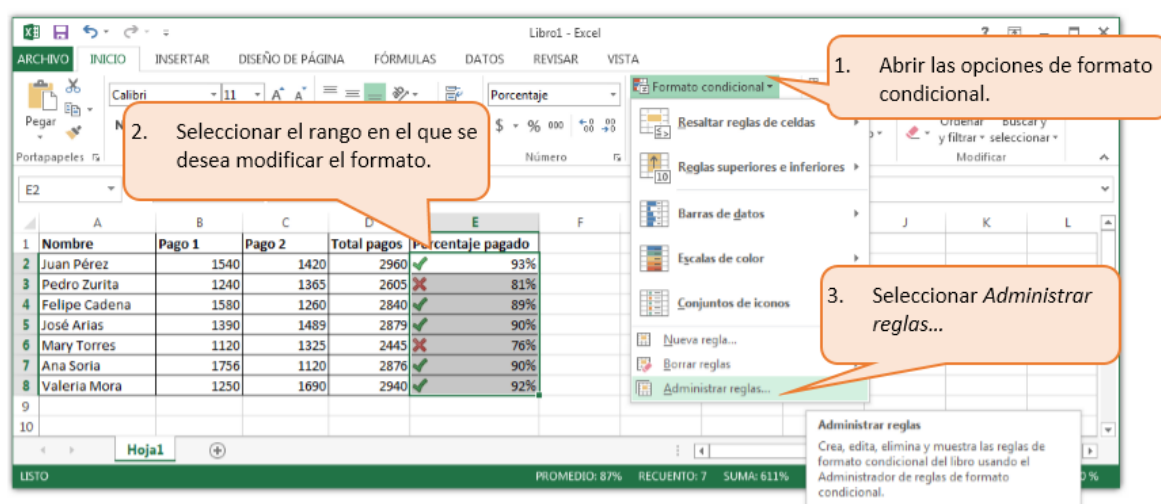 Libro1 - Excel
ARCHIVO INICIO INSERTAR DISEÑO DE PÁGINA FÓRMULAS DATOS REVISAR VISTA
1. Abrir las opciones de formato
condicional.
Pegar
Calibri 11
Porcentaje
Formato condicional
N
$ % 000
Portapapeles
Número
Ordenar Buscar y
y filtrar seleccionar
Modificar
2. Seleccionar el rango en el que se
desea modificar el formato.
Resaltar reglas de celdas
Reglas superiores e inferiores
10
Barras de datos
Escalas de color
Conjuntos de iconos
Nueva regla...
Borrar reglas
Administrar reglas...
3. Seleccionar Administrar
reglas...
E2
A B C D E F J K L
1 Nombre Pago 1 Pago 2 Total pagos Porcentaje pagado
2 Juan Pérez 1540 1420 2960 93%
3 Pedro Zurita 1240 1365 2605 81%
4 Felipe Cadena 1580 1260 2840 89%
5 José Arias 1390 1489 2879 90%
6 Mary Torres 1120 1325 2445 76%
7 Ana Soria 1756 1120 2876 90%
8 Valeria Mora 1250 1690 2940 92%
9
10
Hoja1
Administrar reglas
Crea, edita, elimina y muestra las reglas de
formato condicional del libro usando el
Administrador de reglas de formato
condicional.
LISTO PROMEDIO: 87% RECUENTO: 7 SUMA: 611%